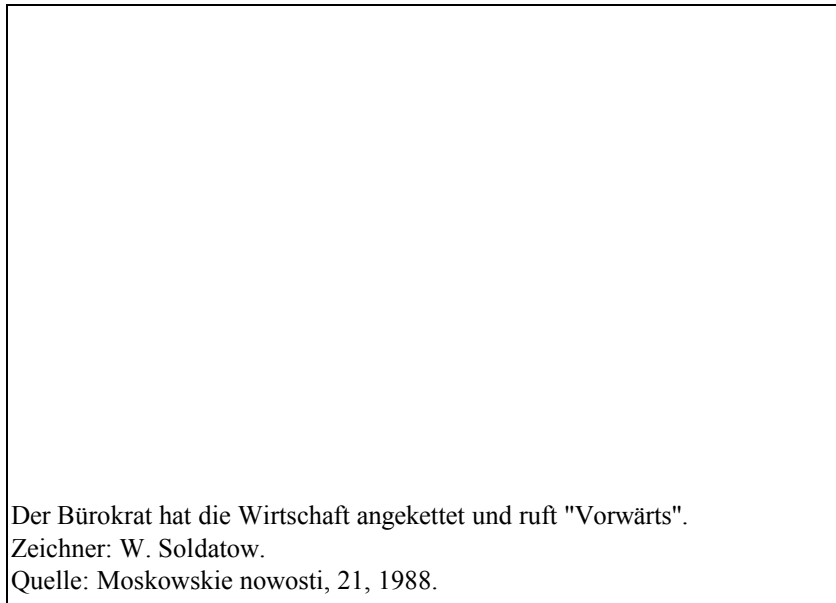 Der Bürokrat hat die Wirtschaft angekettet und ruft "Vorwärts".
Zeichner: W. Soldatow.
Quelle: Moskowskie nowosti, 21, 1988.